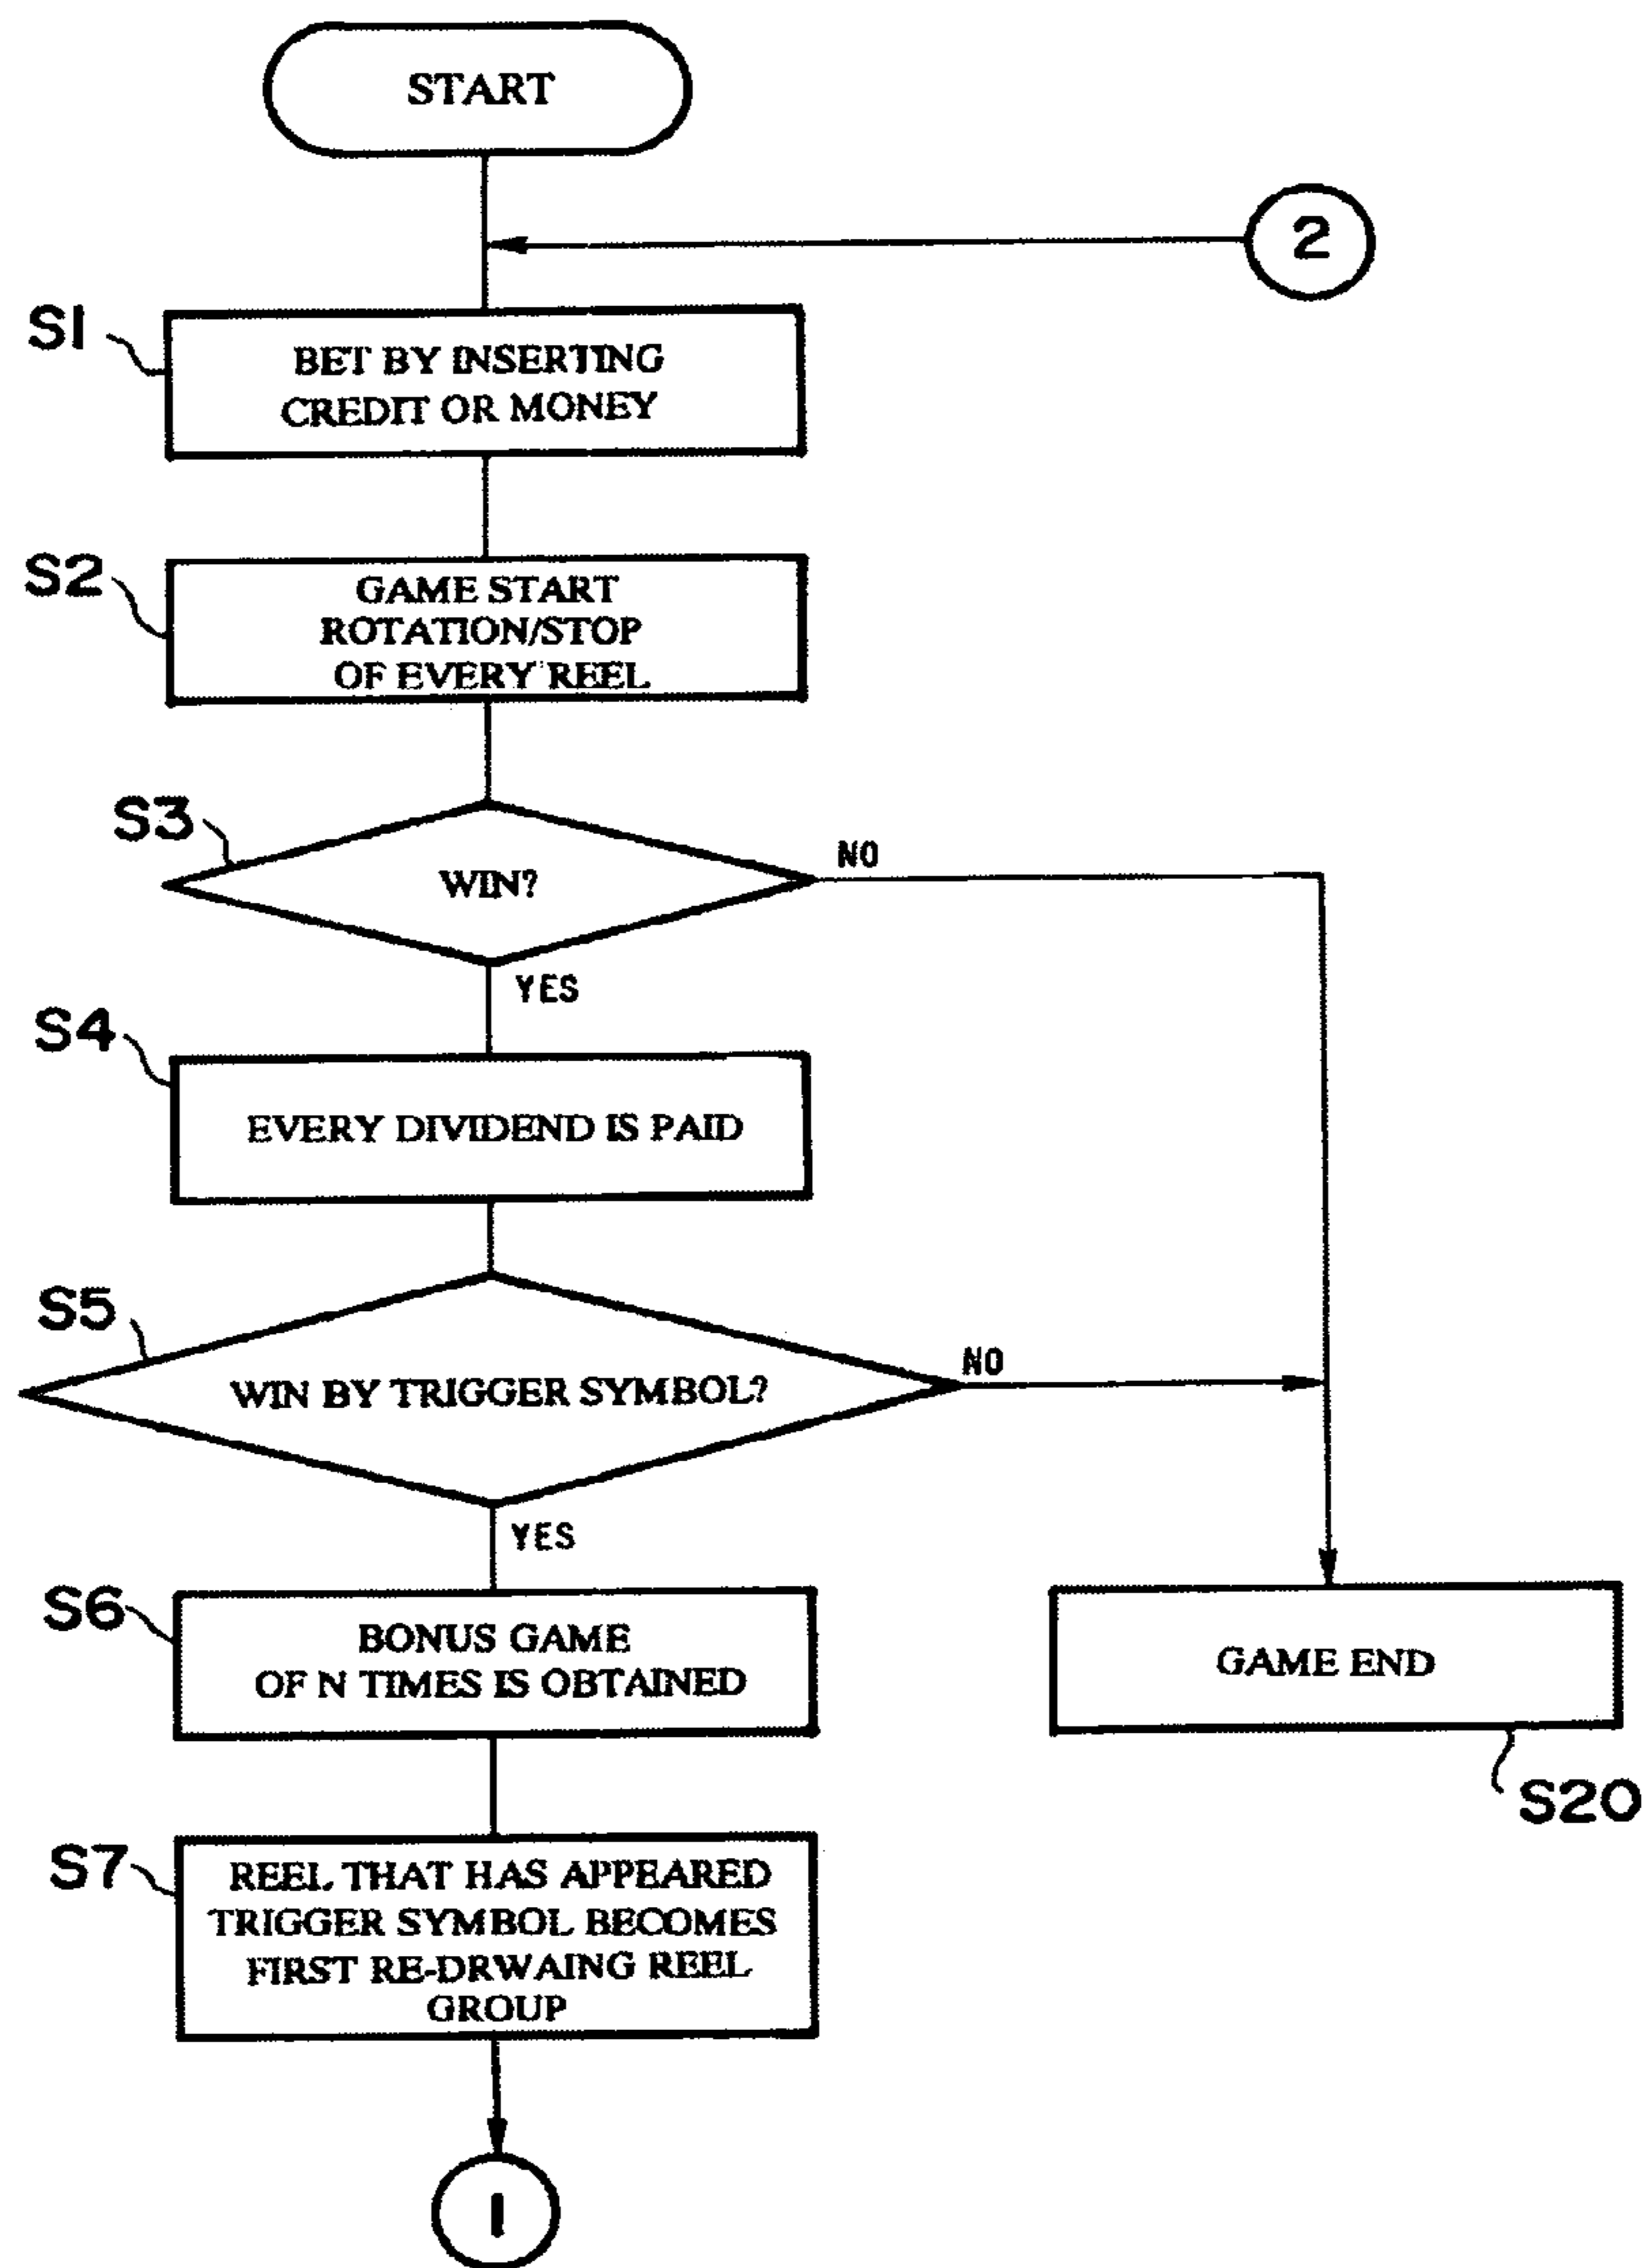 START
2
S1
BET BY INSERTING
CREDIT OR MONEY
S2
GAME START
ROTATION/STOP
OF EVERY REEL
S3
WIN?
NO
YES
S4
EVERY DIVIDEND IS PAID
S5
WIN BY TRIGGER SYMBOL?
NO
YES
S6
BONUS GAME
OF N TIMES IS OBTAINED
GAME END
S20
S7
REEL THAT HAS APPEARED
TRIGGER SYMBOL BECOMES
FIRST RE-DRWAING REEL
GROUP
1